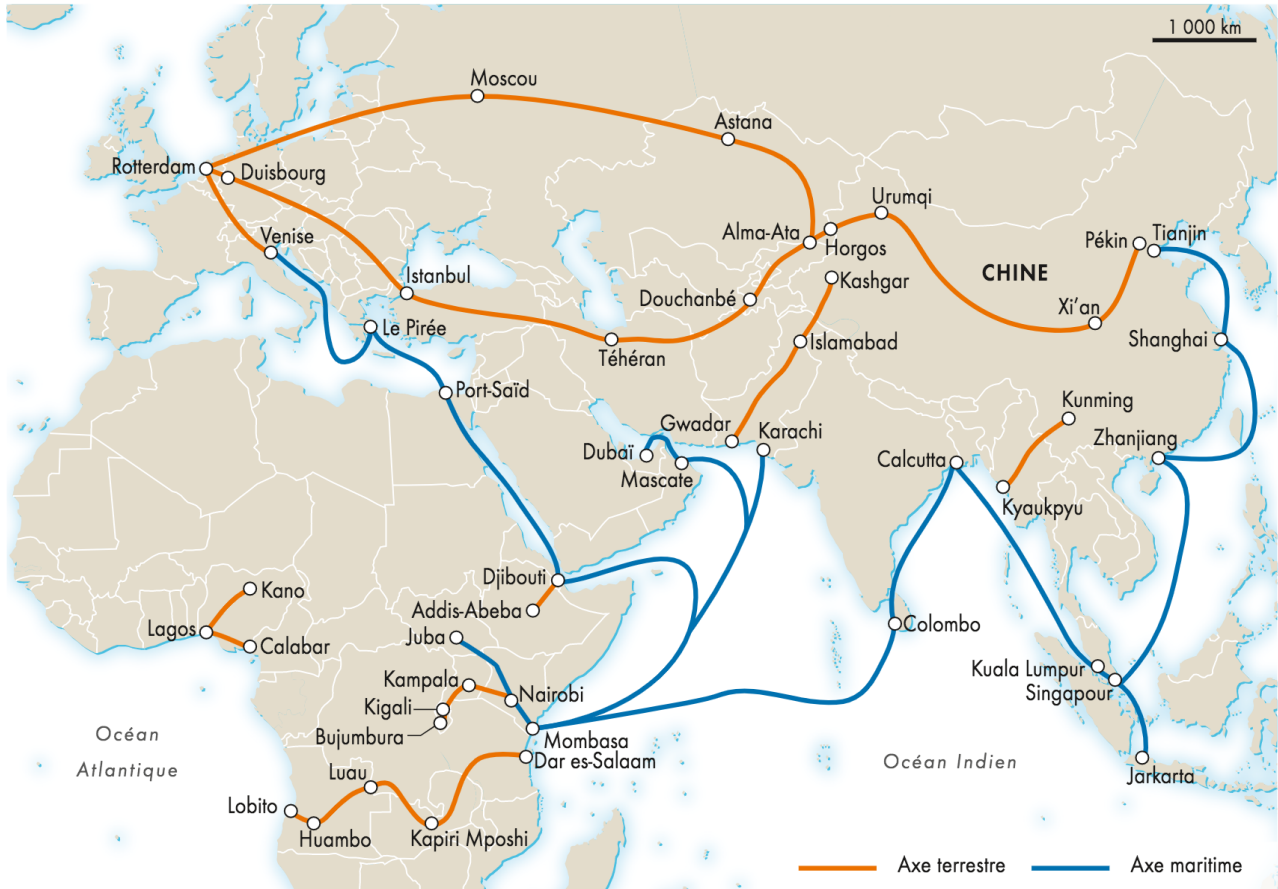 1 000 km
Moscou
Astana
Rotterdam
Duisbourg
Urumqi
Venise
Alma-Ata
Horgos
Pékin
Tianjin
Istanbul
Kashgar
CHINE
Douchanbé
Xi'an
Le Pirée
Téhéran
Islamabad
Shanghai
Port-Saïd
Kunming
Gwadar
Karachi
Zhanjiang
Dubaï
Mascate
Calcutta
Kyaukpyu
Djibouti
Kano
Addis-Abeba
Lagos
Juba
Colombo
Calabar
Kuala Lumpur
Kampala
Singapour
Nairobi
Kigali
Bujumbura
Océan
Atlantique
Mombasa
Dar es-Salaam
Océan Indien
Luau
Jarkarta
Lobito
Huambo
Kapiri Mposhi
Axe terrestre
Axe maritime